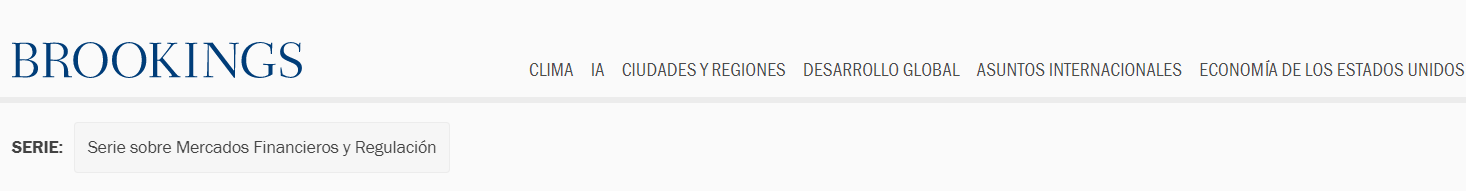 BROOKINGS
CLIMA IA CIUDADES Y REGIONES DESARROLLO GLOBAL ASUNTOS INTERNACIONALES ECONOMÍA DE LOS ESTADOS UNIDOS
SERIE: Serie sobre Mercados Financieros y Regulación